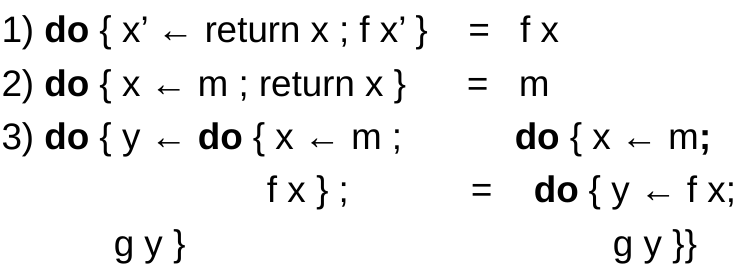 1) do { x’ ← return x ; f x’ } = f x
2) do { x ← m ; return x } = m
3) do { y ← do { x ← m ; do { x ← m;
f x } ; = do { y ← f x;
g y } g y }}